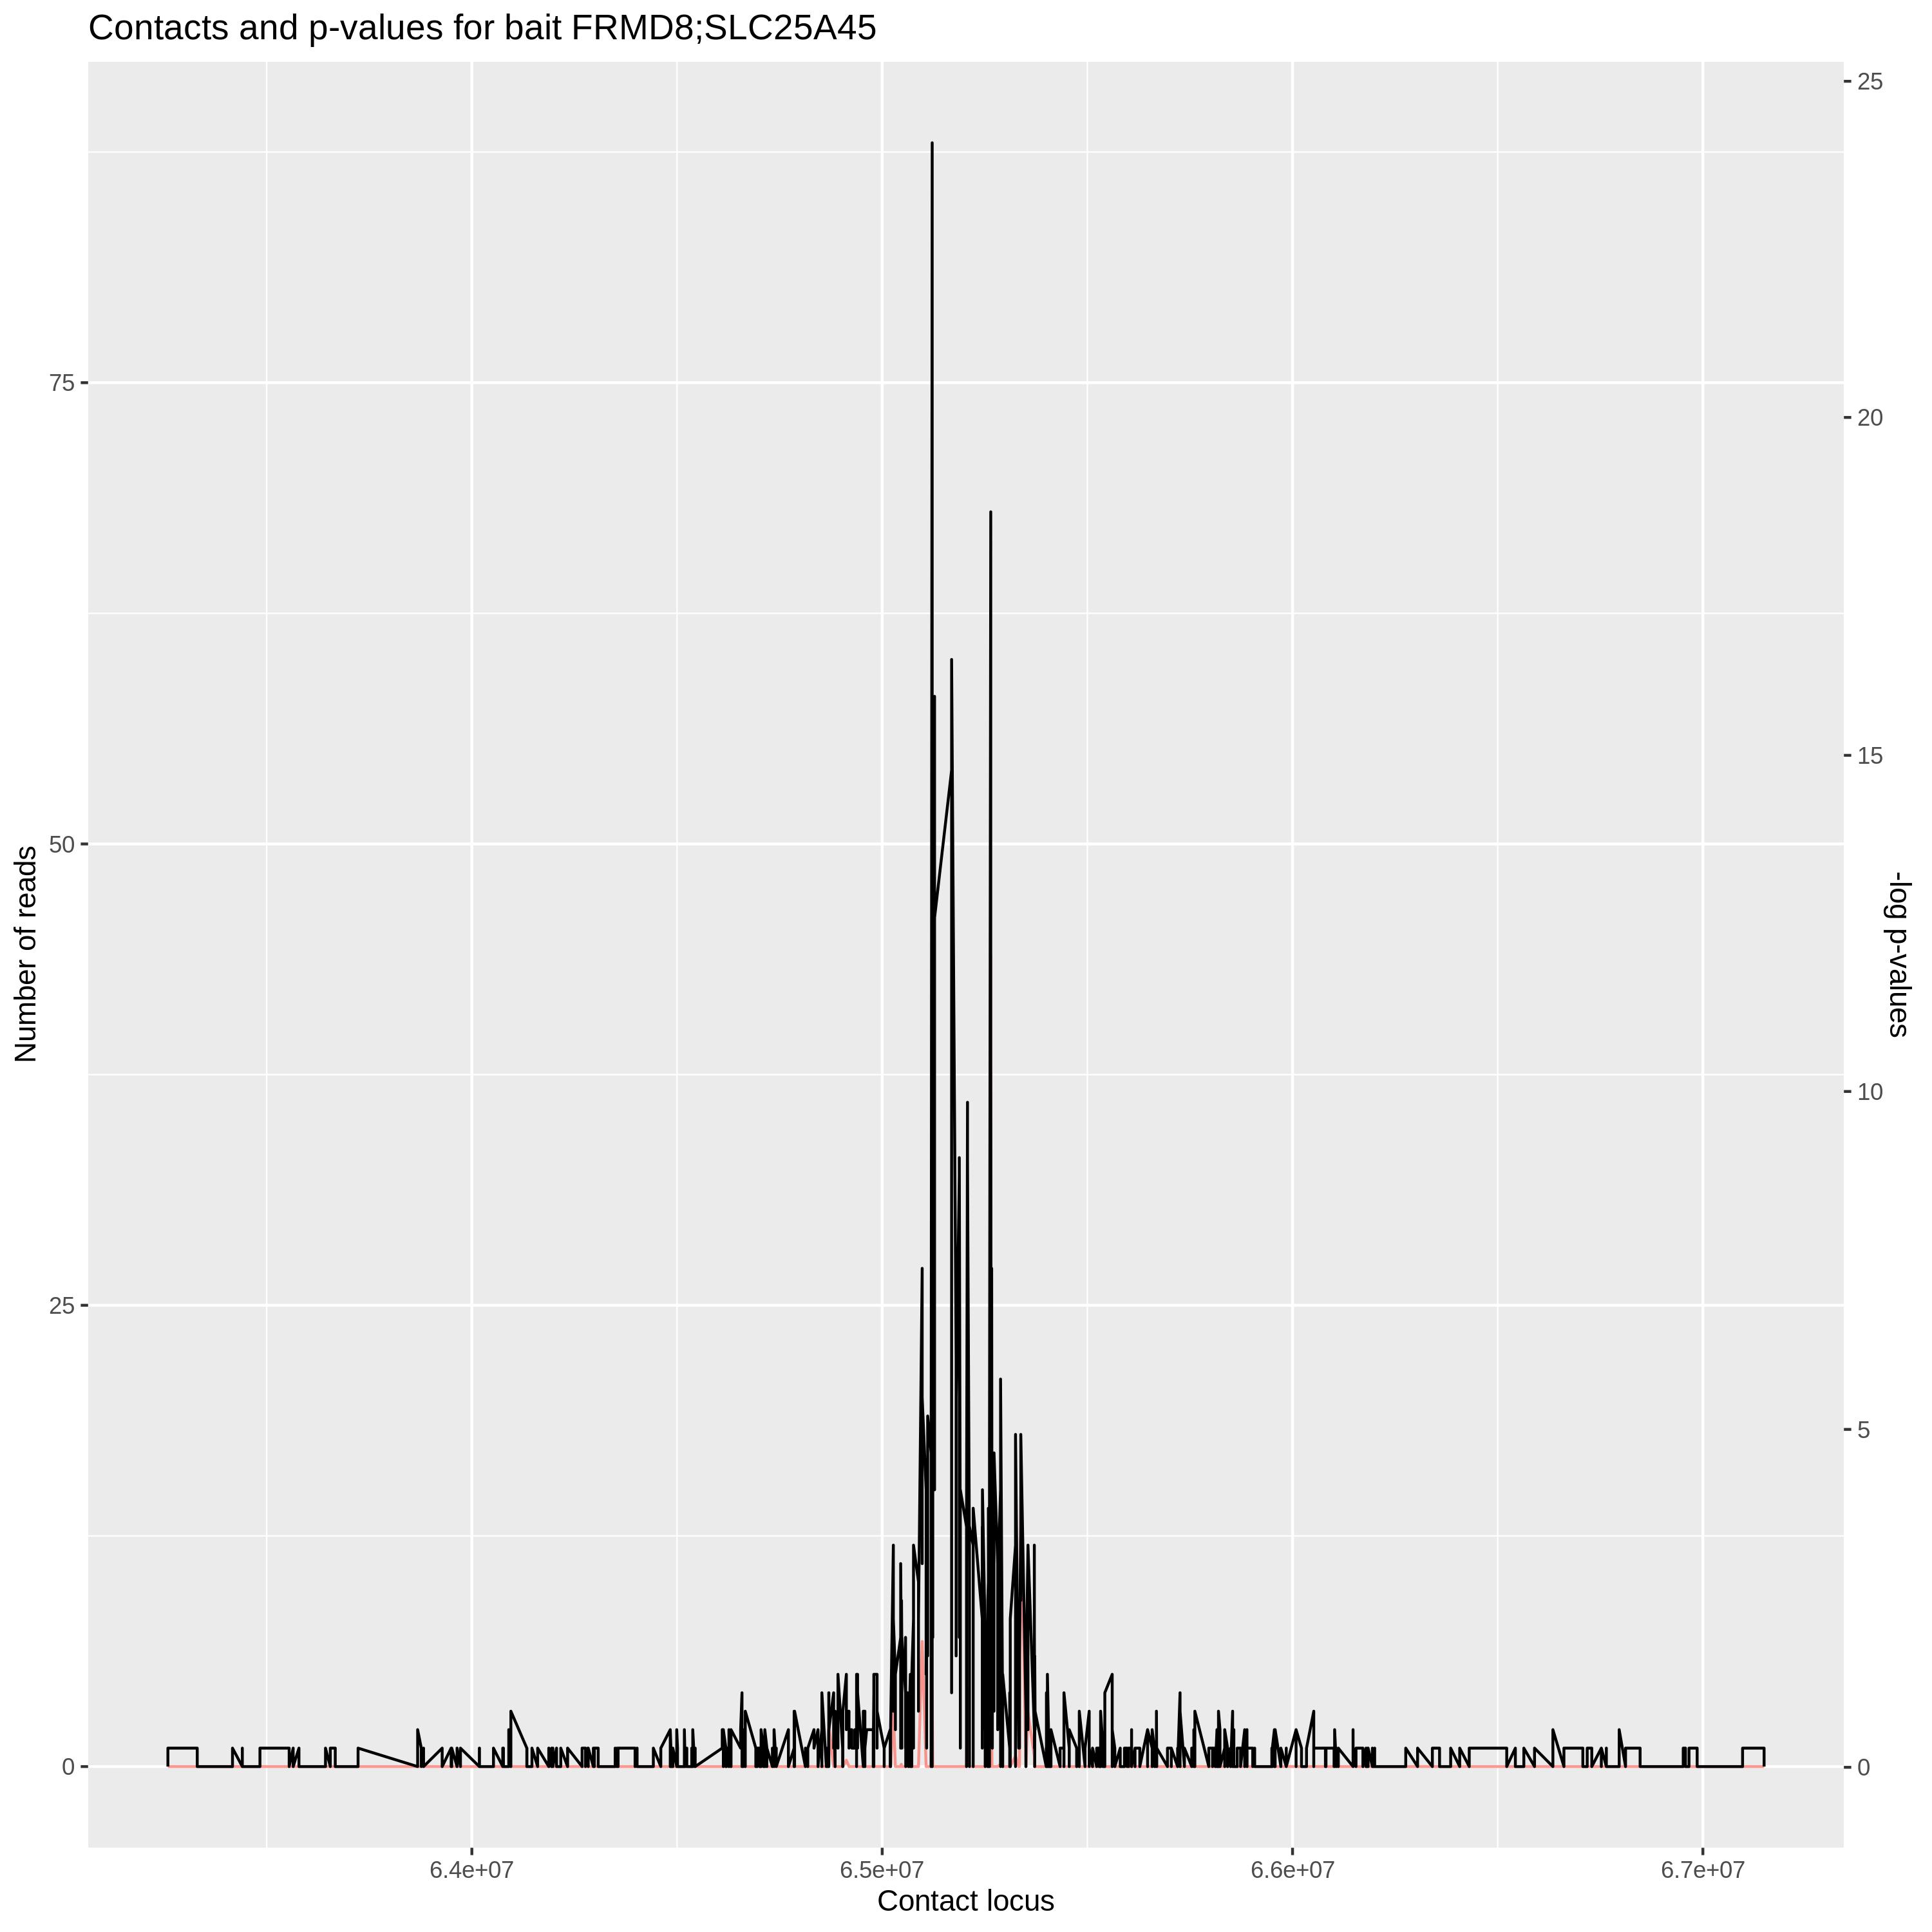 Contacts and p-values for bait FRMD8;SLC25A45
25
20
15
10
5
0
75
50
25
0
Number of reads
-log p-values
6.4e+07 6.5e+07 6.6e+07 6.7e+07
Contact locus